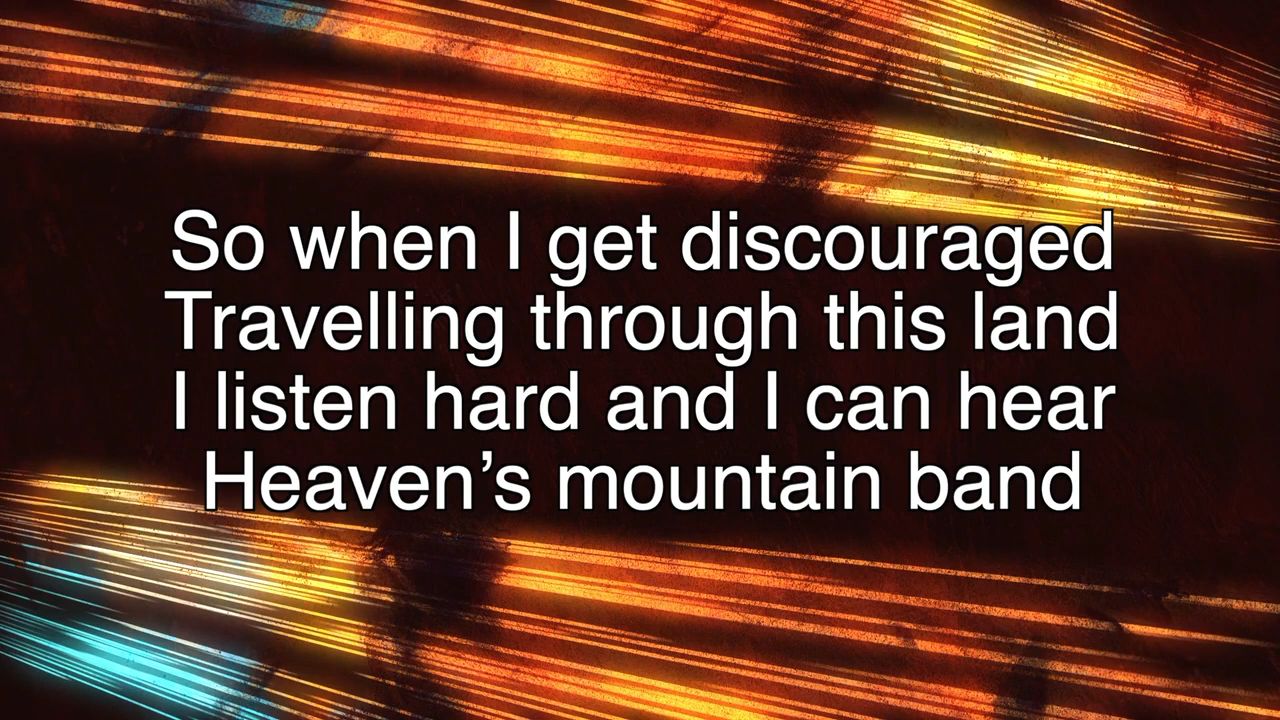 So when I get discouraged
Travelling through this land
I listen hard and I can hear
Heaven’s mountain band